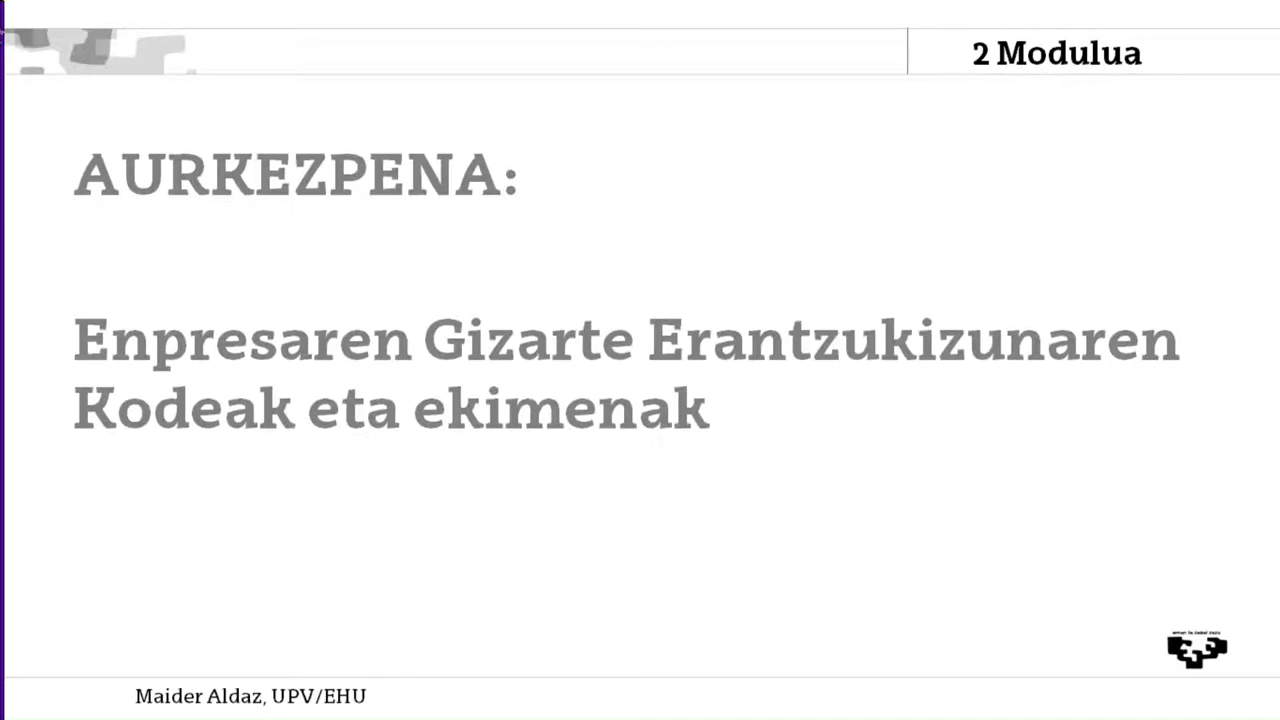 2 Modulua
AURKEZPENA:
Enpresaren Gizarte Erantzukizunaren
Kodeak eta ekimenak
Maider Aldaz, UPV/EHU